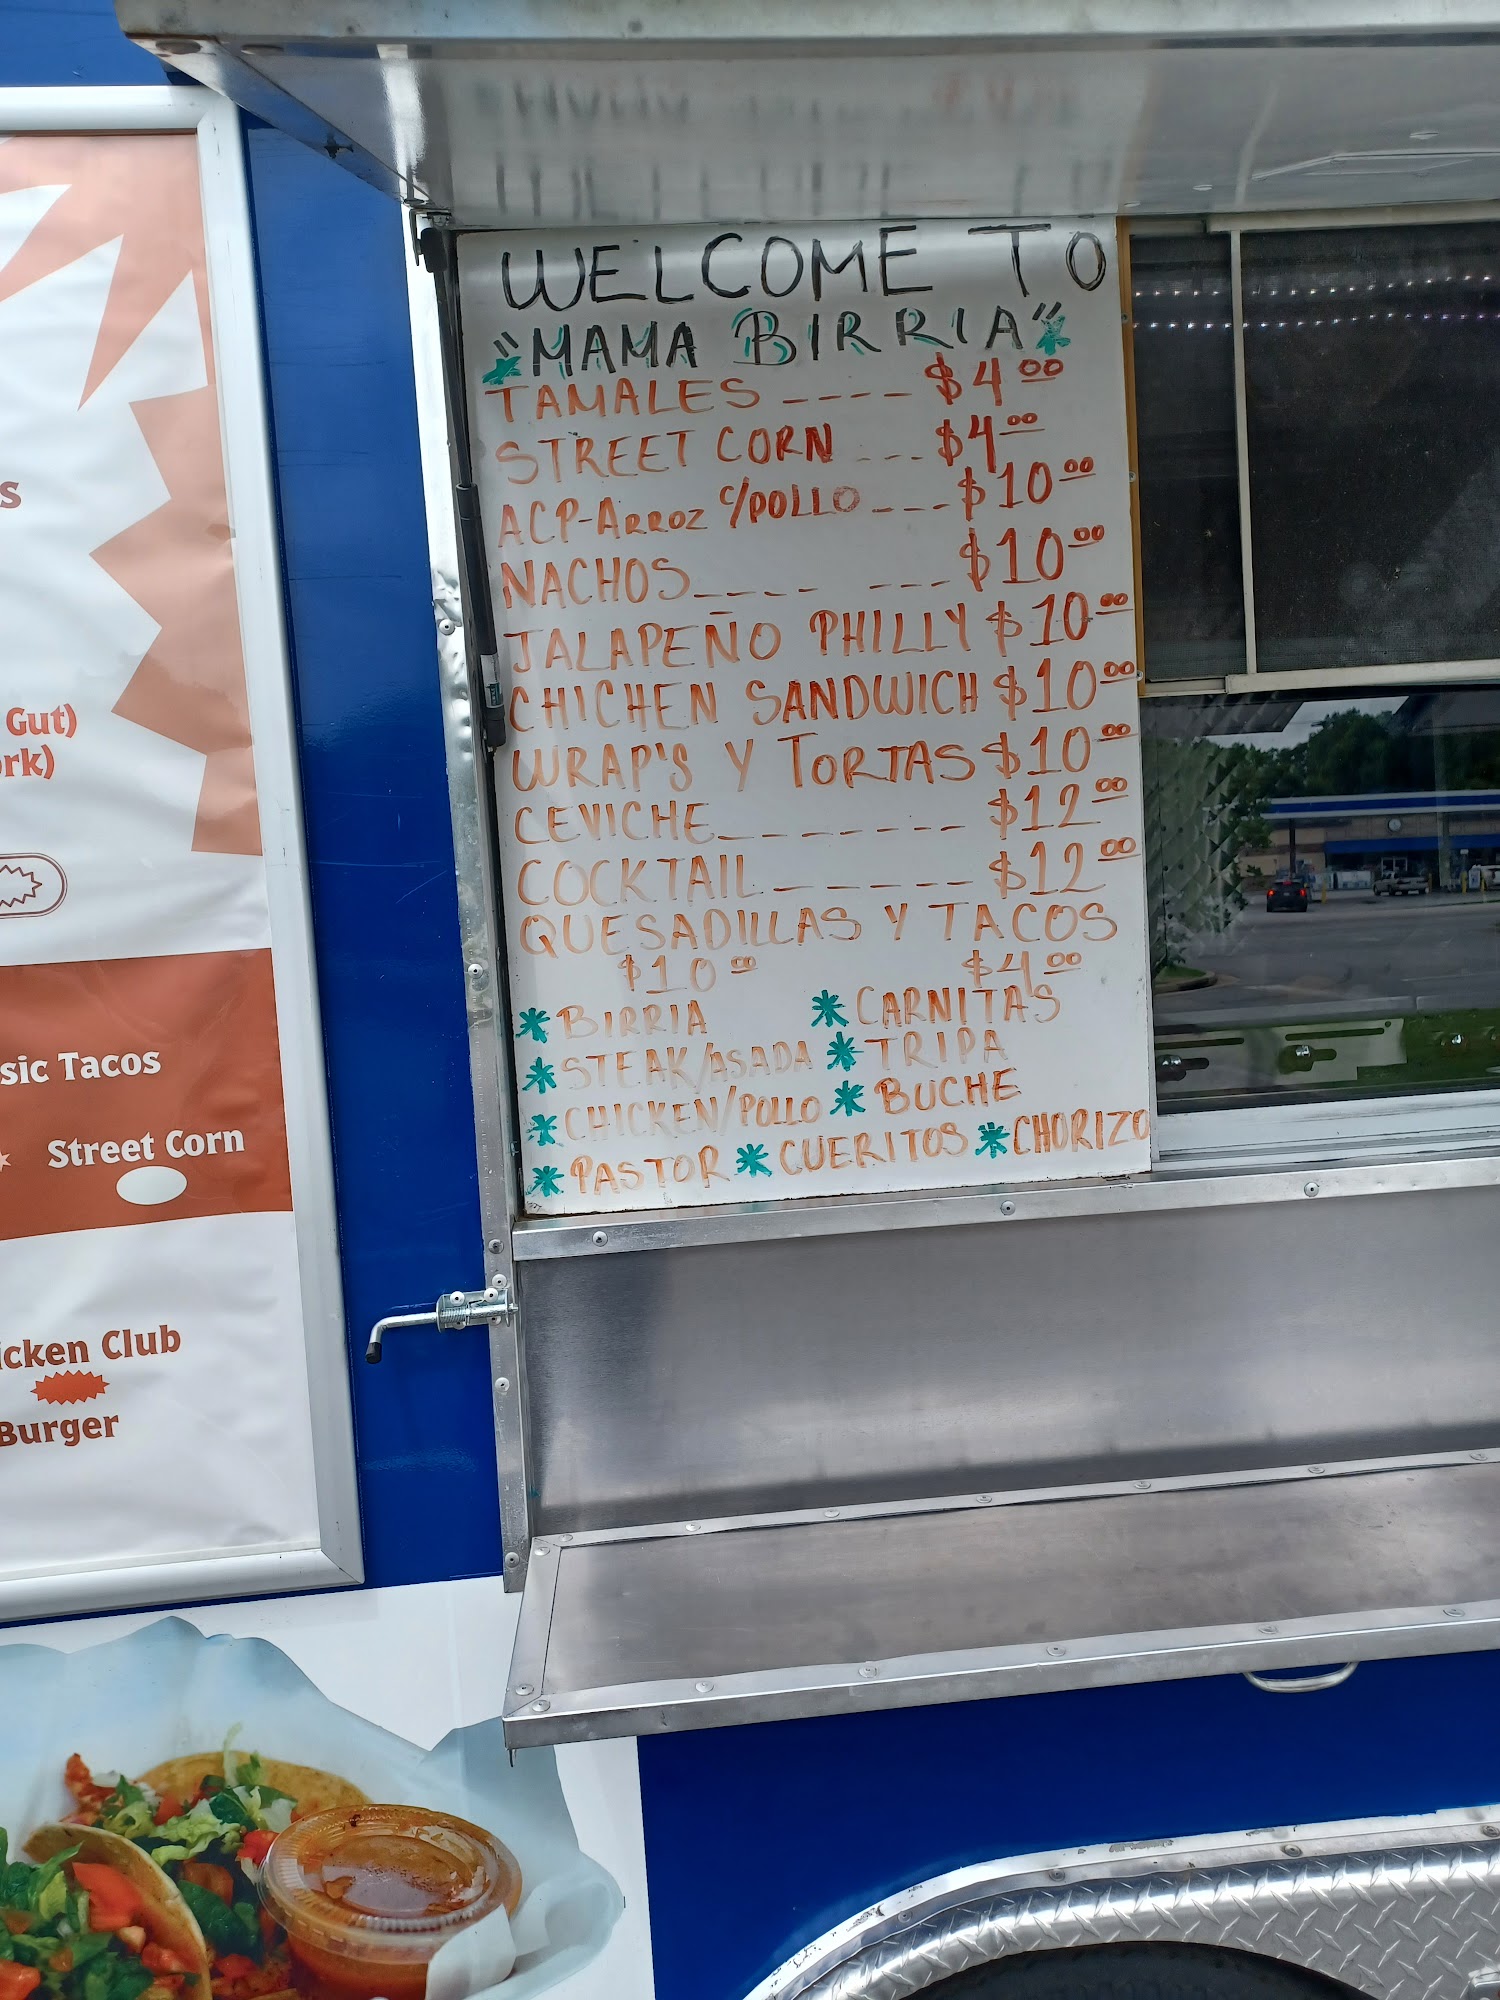 WELCOME TO
"MAMA BIRRIA"
TAMALES ---- $4.00
STREET CORN --- $4.00
ACP-ARROZ C/POLLO --- $10.00
NACHOS ---- --- $10.00
JALAPEÑO PHILLY $10.00
CHICHEN SANDWICH $10.00
WRAP'S Y TORTAS $10.00
CEVICHE -------- $12.00
COCKTAIL ------ $12.00
QUESADILLAS Y TACOS
$10.00 $4.00
* BIRRIA * CARNITAS
* STEAK/ASADA * TRIPA
* CHICKEN/POLLO * BUCHE
* PASTOR * CUERITOS * CHORIZO
s
Gut)
ork)
sic Tacos
Street Corn
icken Club
Burger